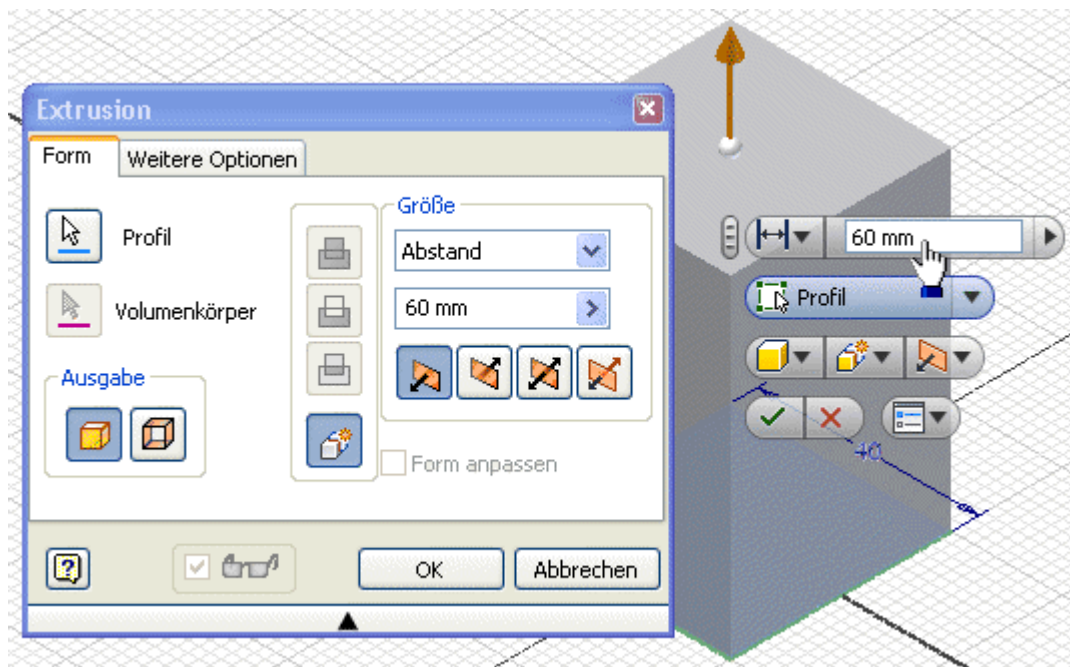 Extrusion
Form
Weitere Optionen
Profil
Volumenkörper
Ausgabe
Größe
Abstand
60 mm
Form anpassen
?
OK
Abbrechen
60 mm
Profil
40